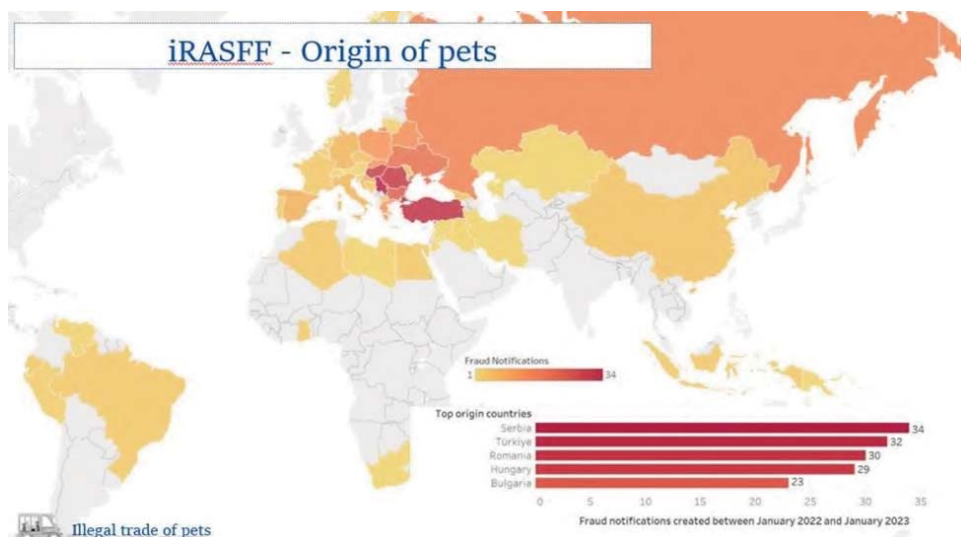 iRASFF - Origin of pets
Fraud Notifications
1 34
Top origin countries
Serbia 34
Türkiye 32
Romania 30
Hungary 29
Bulgaria 23
0 5 10 15 20 25 30 35
Fraud notifications created between January 2022 and January 2023
Illegal trade of pets